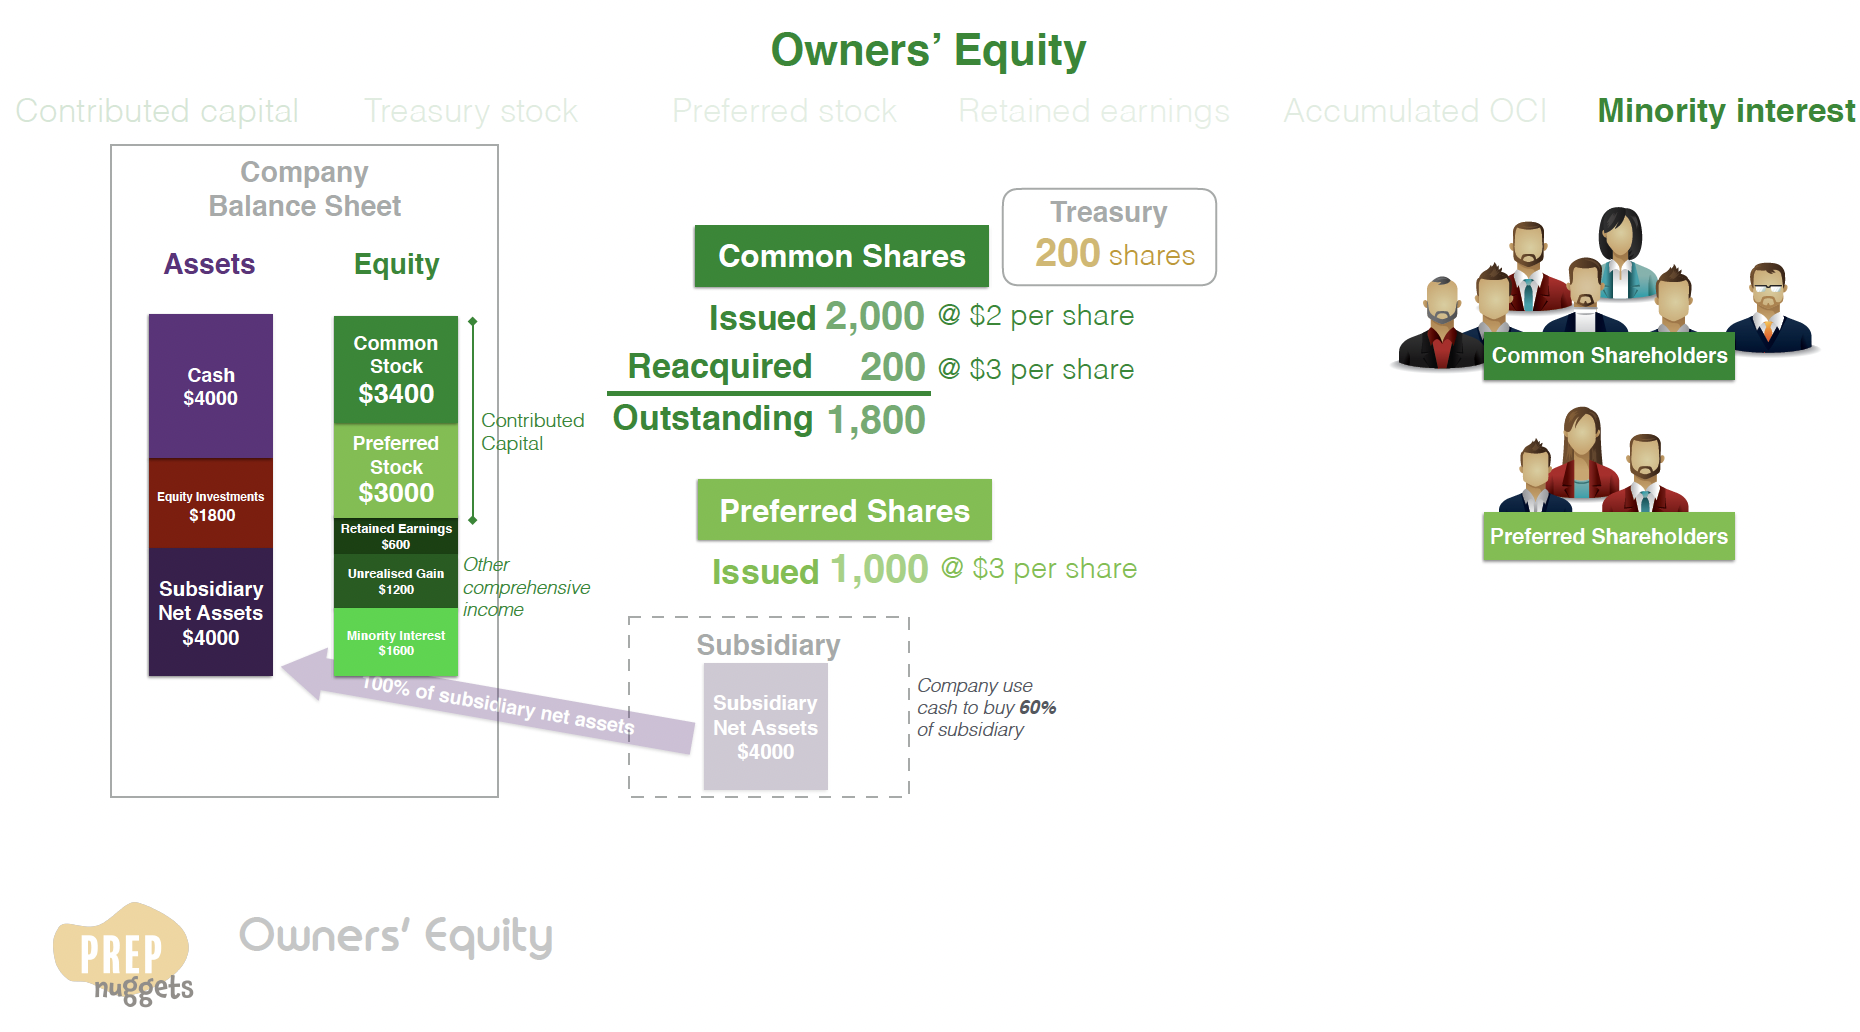 Owners’ Equity
Contributed capital
Treasury stock
Preferred stock
Retained earnings
Accumulated OCI
Minority interest
Company
Balance Sheet
Assets
Equity
Cash
$4000
Equity Investments
$1800
Subsidiary
Net Assets
$4000
Common
Stock
$3400
Preferred
Stock
$3000
Retained Earnings
$600
Unrealised Gain
$1200
Minority Interest
$1600
Contributed
Capital
Other
comprehensive
income
100% of subsidiary net assets
Common Shares
Treasury
200 shares
Issued 2,000 @ $2 per share
Reacquired 200 @ $3 per share
Outstanding 1,800
Preferred Shares
Issued 1,000 @ $3 per share
Subsidiary
Subsidiary
Net Assets
$4000
Company use
cash to buy 60%
of subsidiary
Common Shareholders
Preferred Shareholders
PREP
nuggets
Owners’ Equity